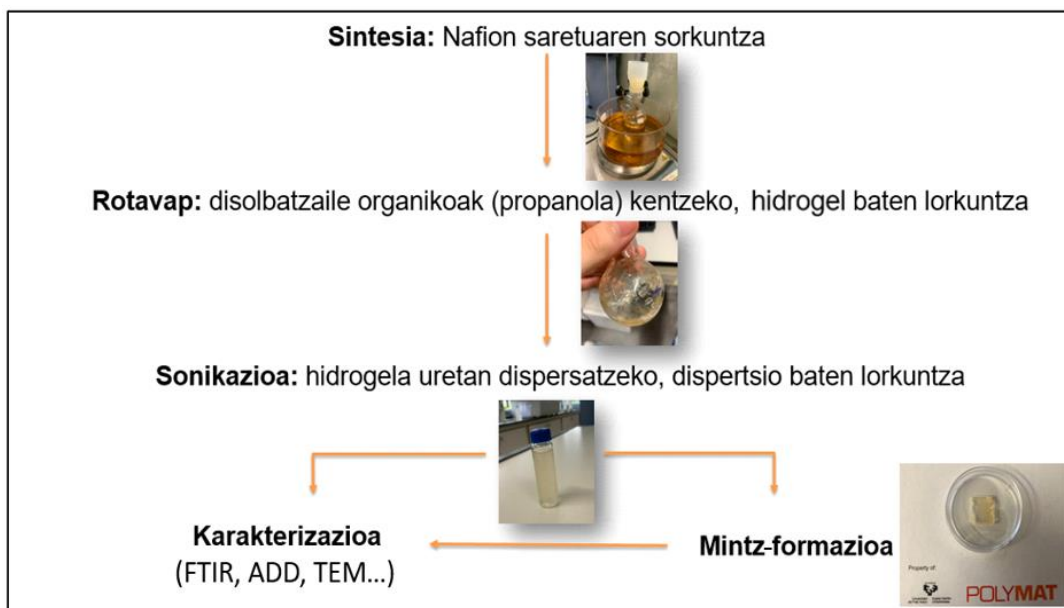 Sintesia: Nafion saretuaren sorkuntza
Rotavap: disolbatzaile organikoak (propanola) kentzeko, hidrogel baten lorkuntza
Sonikazioa: hidrogela uretan dispersatzeko, dispertsio baten lorkuntza
Karakterizazioa
(FTIR, ADD, TEM...)
Mintz-formazioa
Property of:
POLYMAT